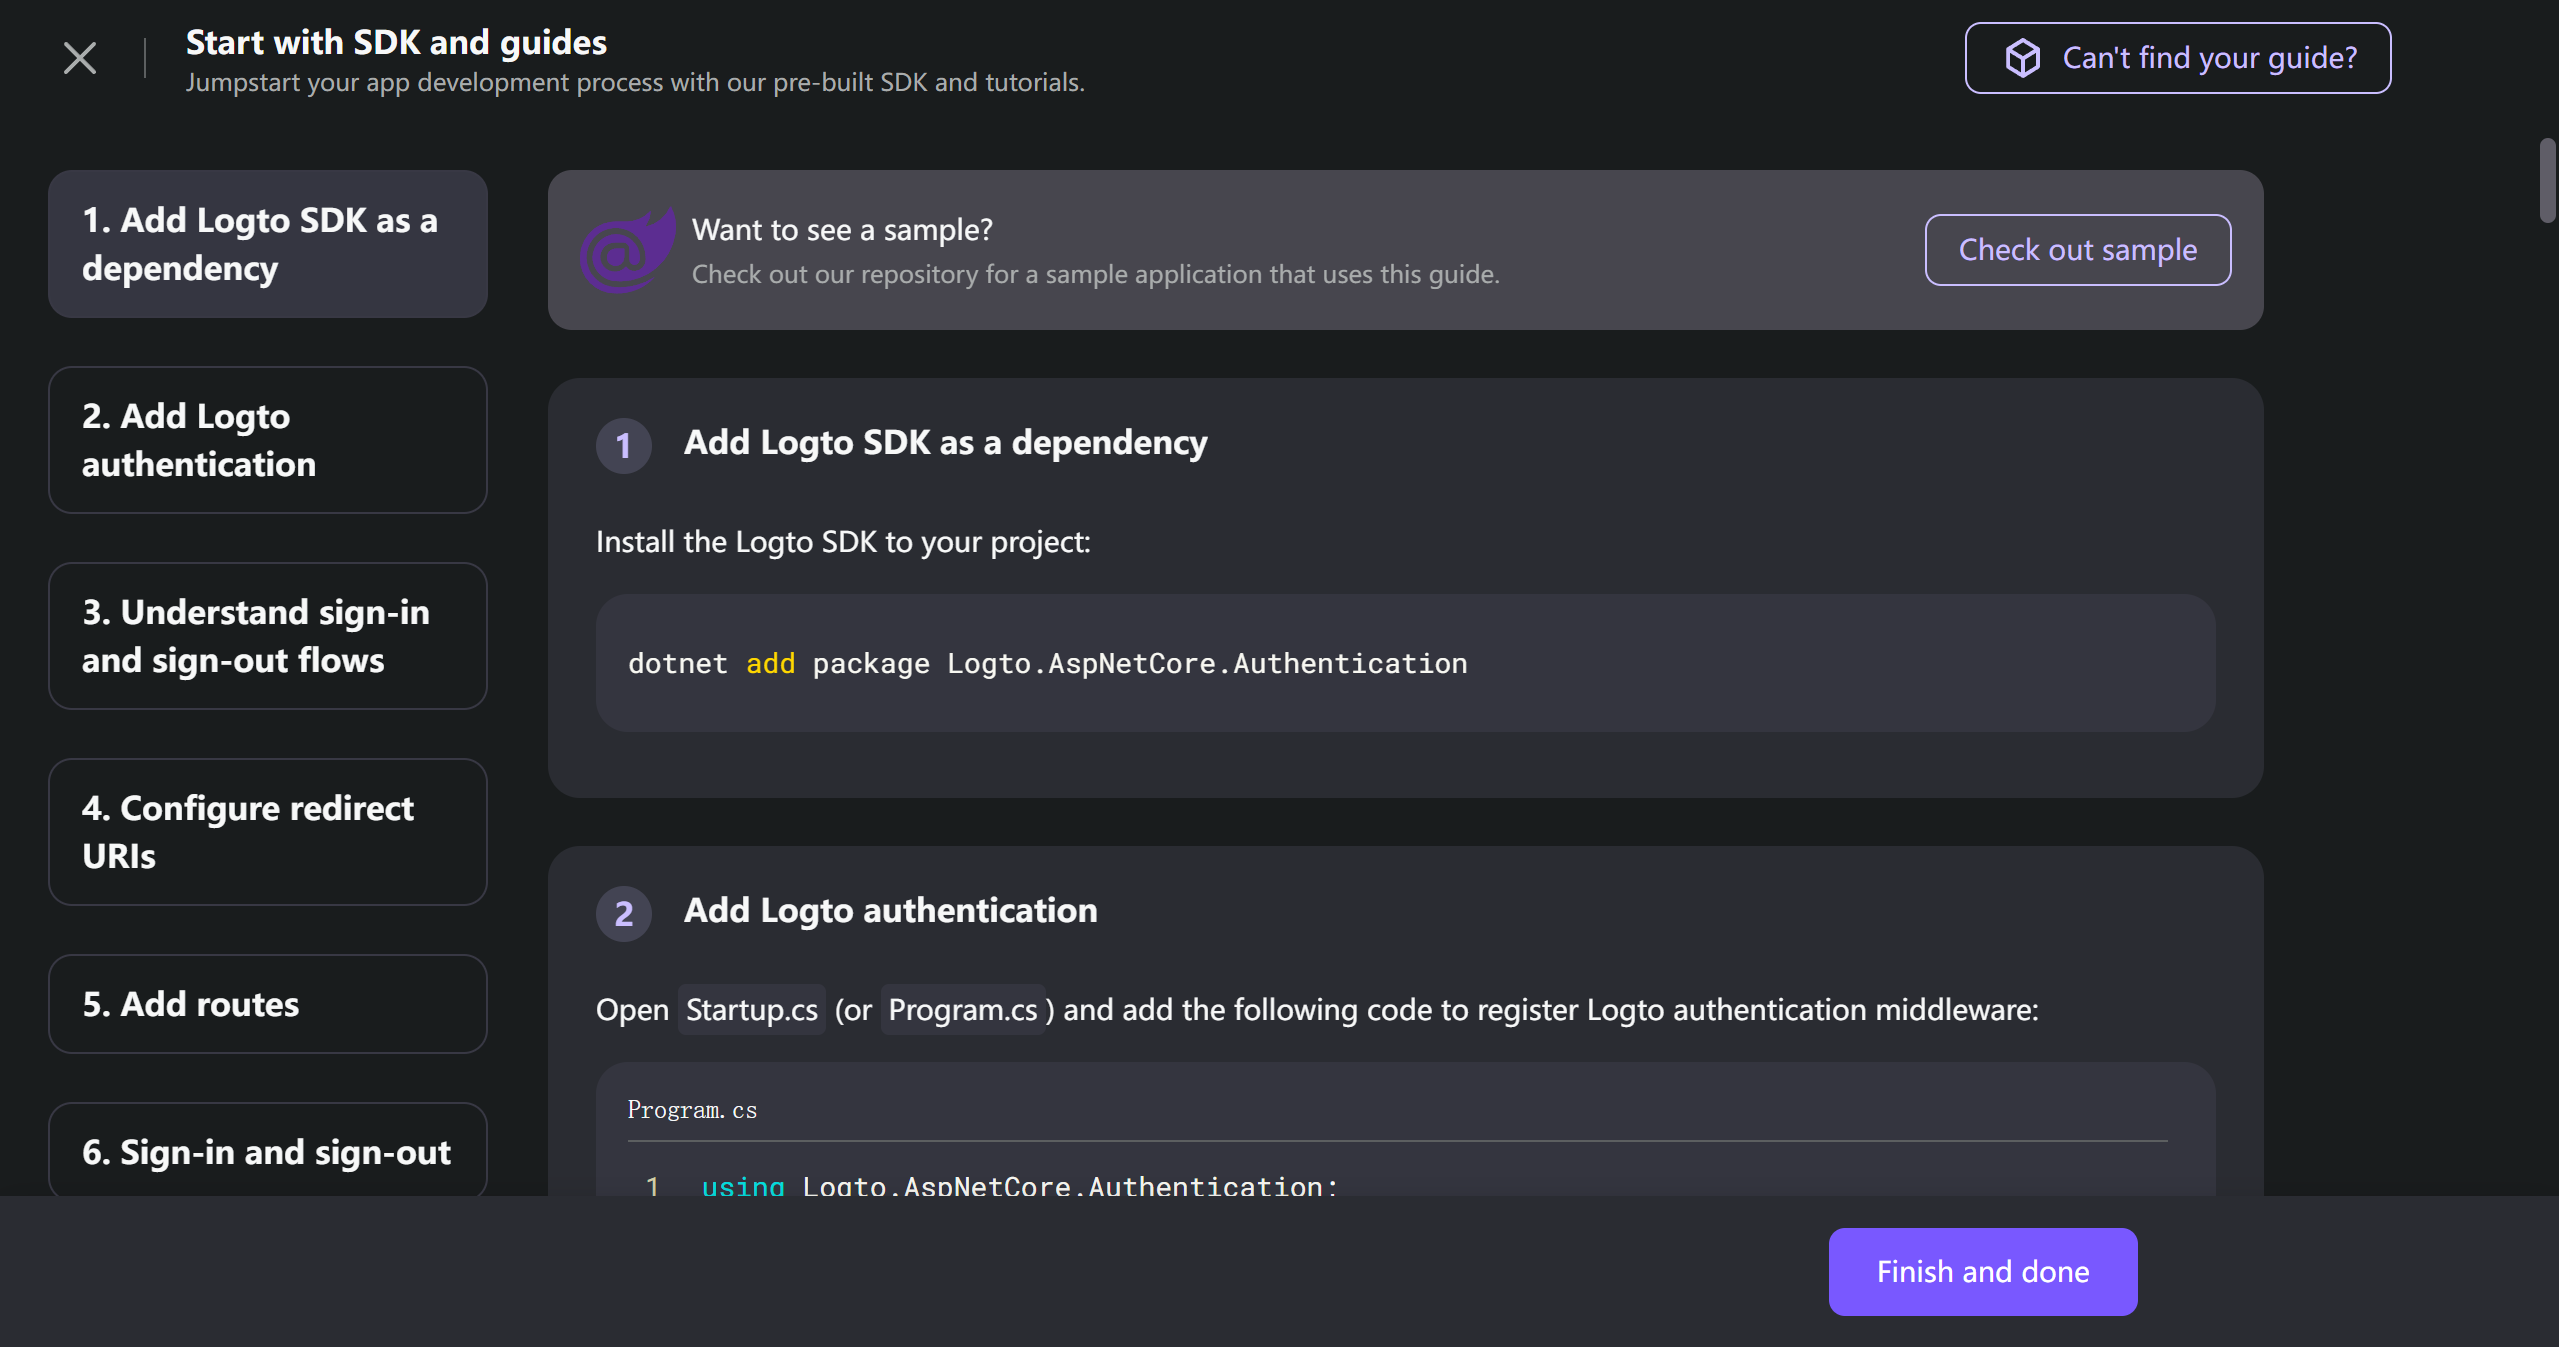 Start with SDK and guides
Jumpstart your app development process with our pre-built SDK and tutorials.
Can't find your guide?
1. Add Logto SDK as a
dependency
2. Add Logto
authentication
3. Understand sign-in
and sign-out flows
4. Configure redirect
URIs
5. Add routes
6. Sign-in and sign-out
Want to see a sample?
Check out our repository for a sample application that uses this guide.
Check out sample
1 Add Logto SDK as a dependency
Install the Logto SDK to your project:
dotnet add package Logto.AspNetCore.Authentication
2 Add Logto authentication
Open Startup.cs (or Program.cs) and add the following code to register Logto authentication middleware:
Program.cs
1 using Logto.AspNetCore.Authentication;
Finish and done